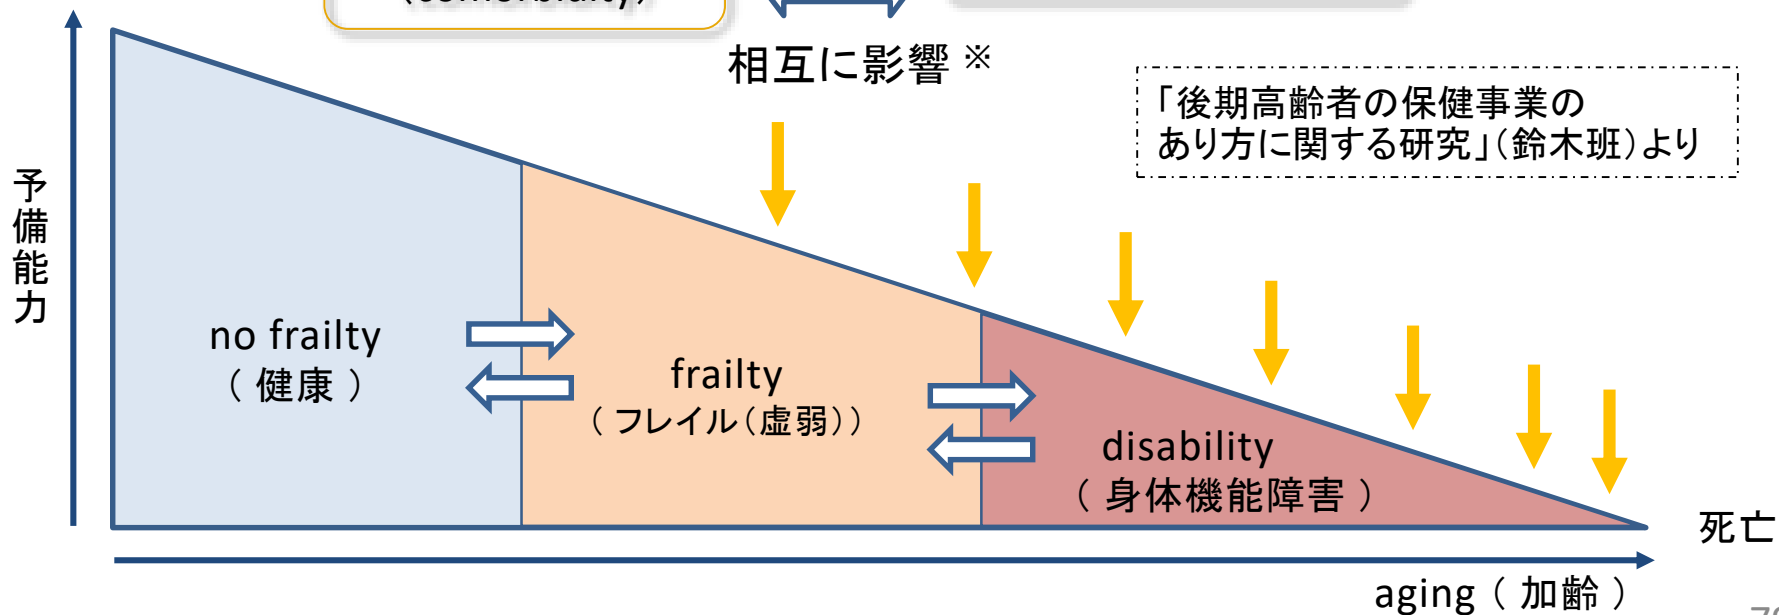 (comorbidity)
相互に影響 ※
「後期高齢者の保健事業の
あり方に関する研究」(鈴木班)より
予備能力
no frailty
( 健康 )
frailty
( フレイル(虚弱))
disability
( 身体機能障害 )
死亡
aging ( 加齢 )